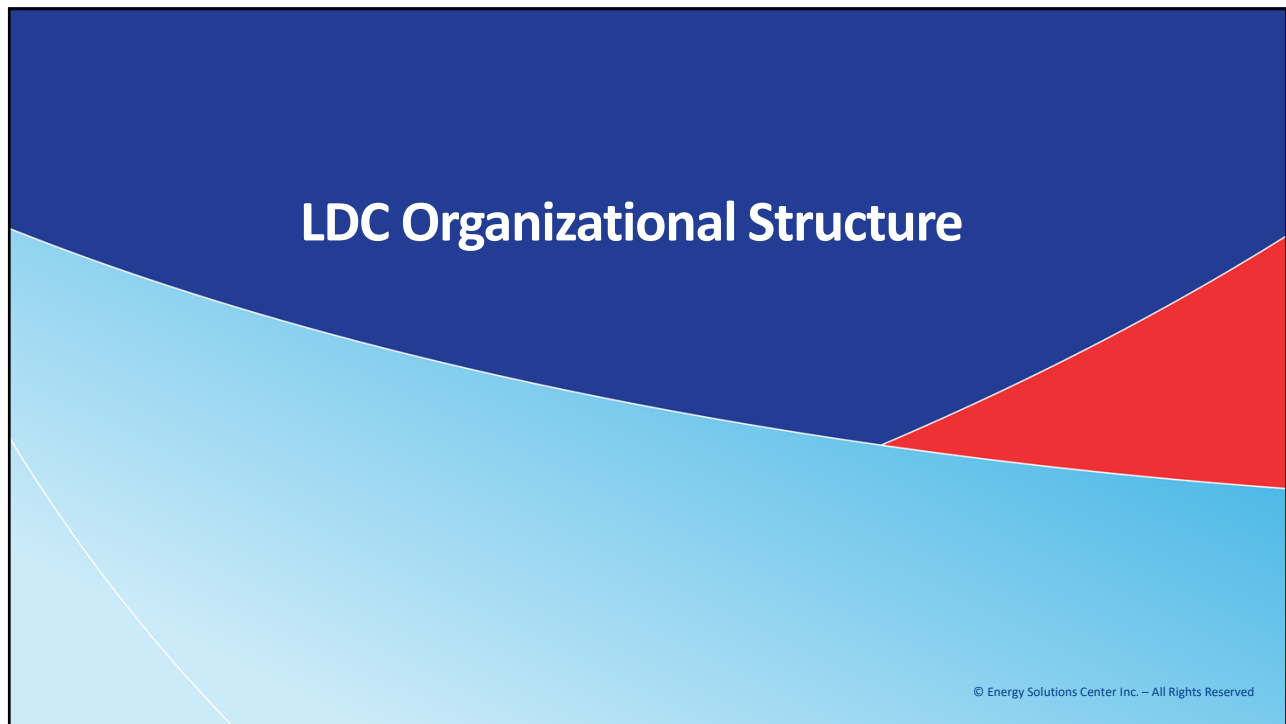 LDC Organizational Structure
© Energy Solutions Center Inc. – All Rights Reserved